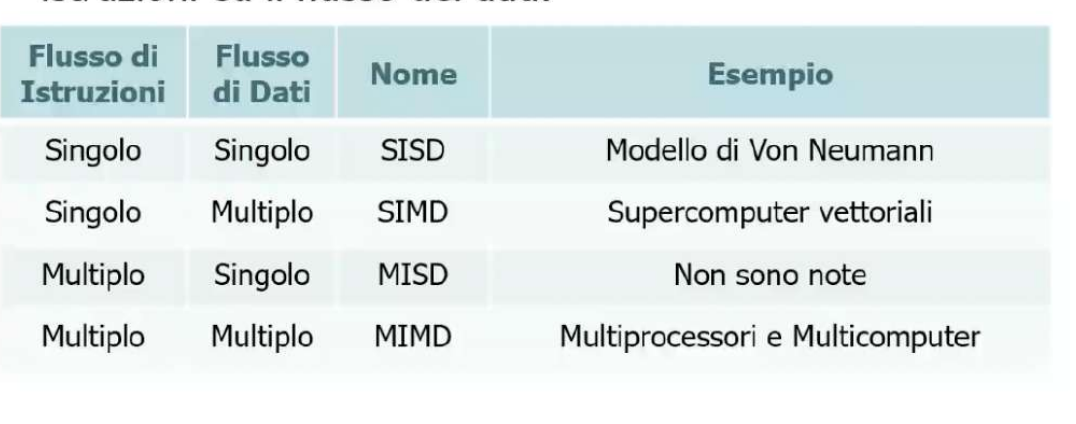 Flusso di Istruzioni Flusso di Dati Nome Esempio
Singolo Singolo SISD Modello di Von Neumann
Singolo Multiplo SIMD Supercomputer vettoriali
Multiplo Singolo MISD Non sono note
Multiplo Multiplo MIMD Multiprocessori e Multicomputer